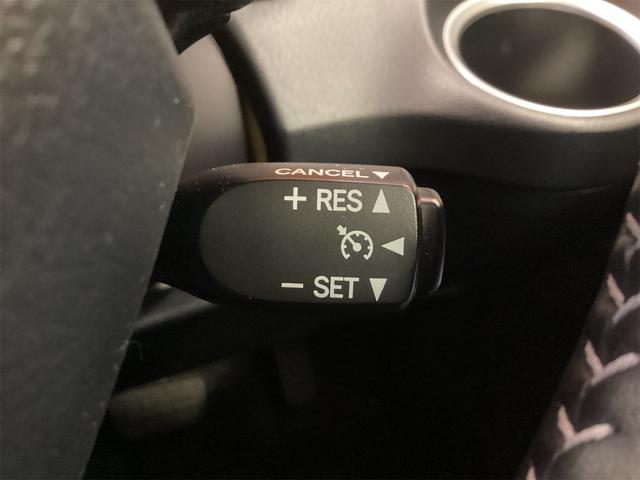 CANCEL ▼
+ RES ▲
◀
− SET ▼